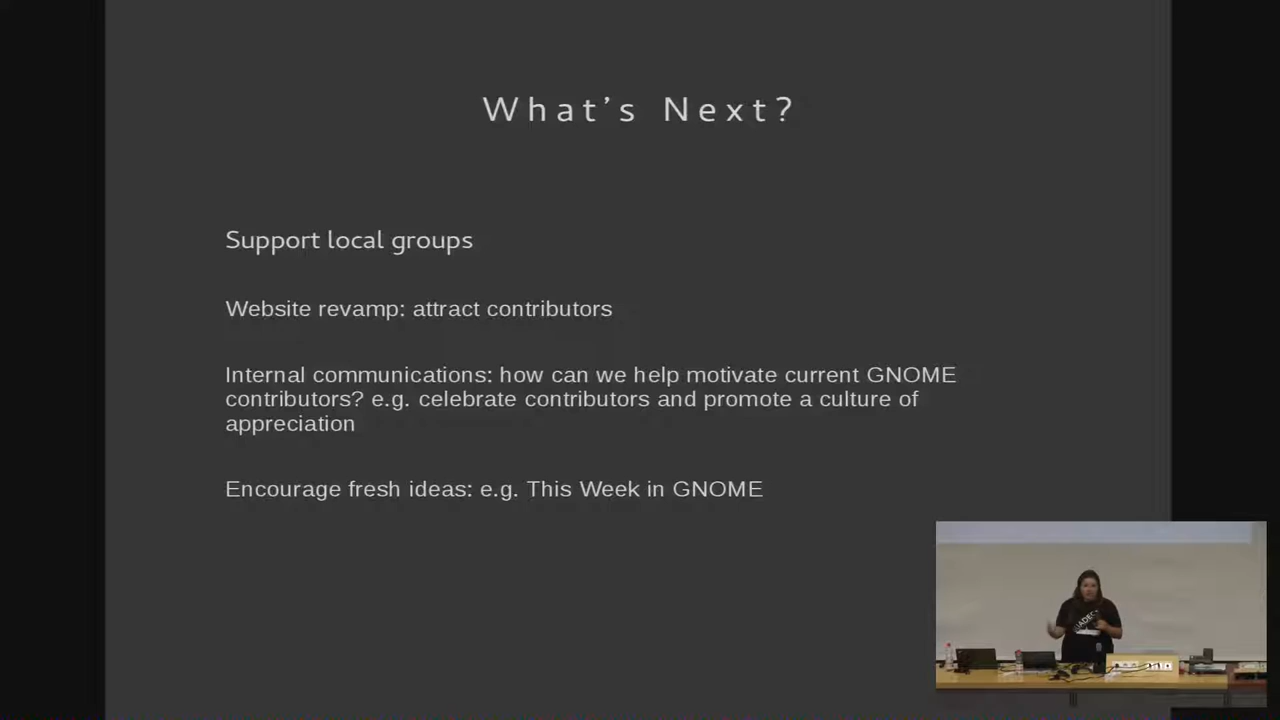 What’s Next?
Support local groups
Website revamp: attract contributors
Internal communications: how can we help motivate current GNOME
contributors? e.g. celebrate contributors and promote a culture of
appreciation
Encourage fresh ideas: e.g. This Week in GNOME